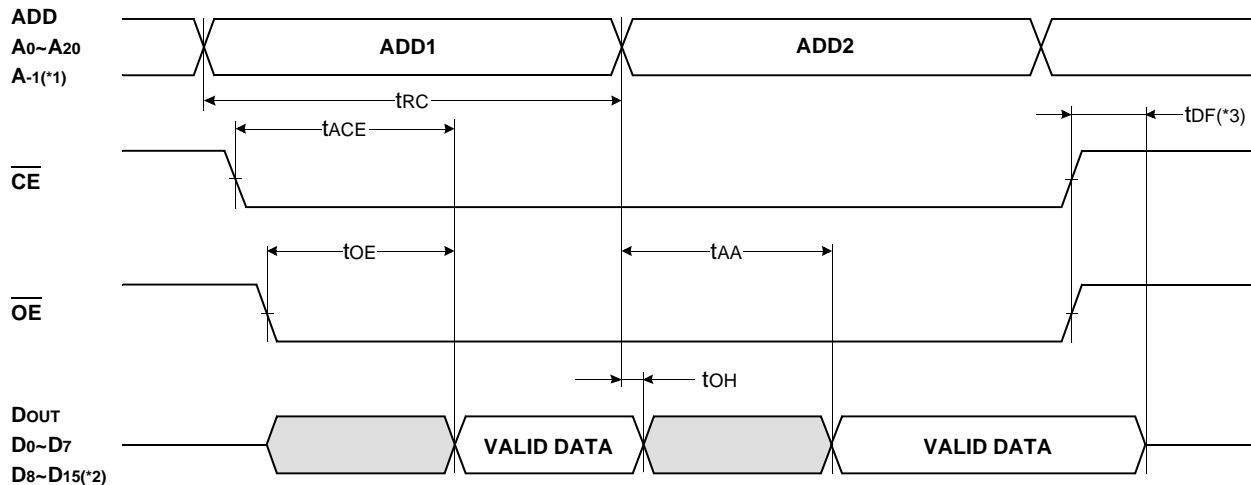 ADD
A0~A20
A-1(*1)
ADD1
ADD2
tRC
tACE
tDF(*3)
CE
tOE
tAA
OE
tOH
DOUT
D0~D7
D8~D15(*2)
VALID DATA
VALID DATA